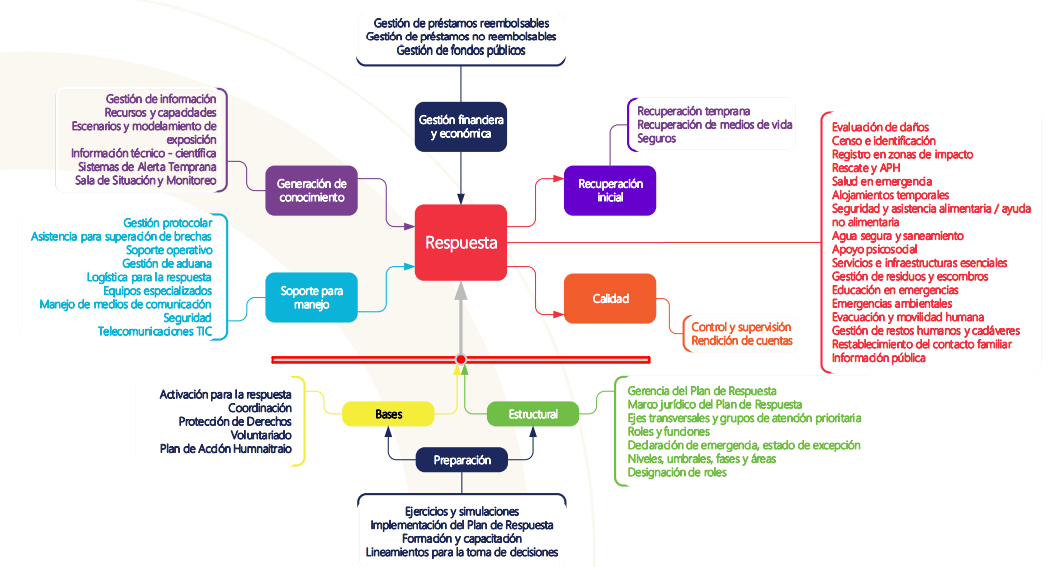 Gestión de préstamos reembolsables
Gestión de préstamos no reembolsables
Gestión de fondos públicos
Gestión financiera
y económica
Gestión de información
Recursos y capacidades
Escenarios y modelamiento de
exposición
Información técnico - científica
Sistemas de Alerta Temprana
Sala de Situación y Monitoreo
Generación de
conocimiento
Recuperación temprana
Recuperación de medios de vida
Seguros
Recuperación
inicial
Respuesta
Evaluación de daños
Censo e identificación
Registro en zonas de impacto
Rescate y APH
Salud en emergencia
Alojamientos temporales
Seguridad y asistencia alimentaria / ayuda
no alimentaria
Agua segura y saneamiento
Apoyo psicosocial
Servicios e infraestructuras esenciales
Gestión de residuos y escombros
Educación en emergencias
Emergencias ambientales
Evacuación y movilidad humana
Gestión de restos humanos y cadáveres
Restablecimiento del contacto familiar
Información pública
Gestión protocolar
Asistencia para superación de brechas
Soporte operativo
Gestión de aduana
Logística para la respuesta
Equipos especializados
Manejo de medios de comunicación
Seguridad
Telecomunicaciones TIC
Soporte para
manejo
Calidad
Control y supervisión
Rendición de cuentas
Activación para la respuesta
Coordinación
Protección de Derechos
Voluntariado
Plan de Acción Humnaitraio
Bases
Estructural
Gerencia del Plan de Respuesta
Marco jurídico del Plan de Respuesta
Ejes transversales y grupos de atención prioritaria
Roles y funciones
Declaración de emergencia, estado de excepción
Niveles, umbrales, fases y áreas
Designación de roles
Preparación
Ejercicios y simulaciones
Implementación del Plan de Respuesta
Formación y capacitación
Lineamientos para la toma de decisiones